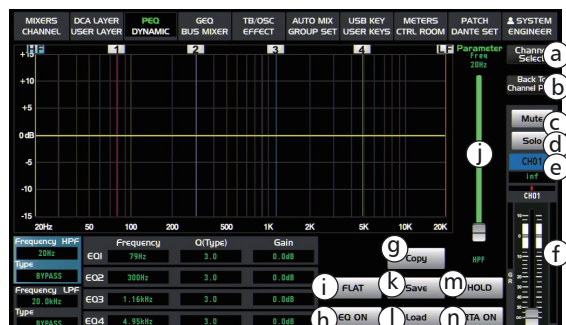 MIXERS DCA LAYER PEQ GEQ TB/OSC AUTO MIX USB KEY METERS PATCH SYSTEM
CHANNEL USER LAYER DYNAMIC BUS MIXER EFFECT GROUP SET USER KEYS CTRL ROOM DANTE SET ENGINEER
HF 1 2 3 4 LF
Parameter
Freq
20Hz
+15
+10
+5
0dB
-5
-10
-15
20Hz 50 100 200 500 1K 2K 5K 10K 20K
j
HPF
Channel
Select
a
Back To
b
Mute
c
Solo
d
CH01
e
inf
CH01
f
Frequency HPF
20Hz
Type
BYPASS
Frequency LPF
20.0kHz
Type
BYPASS
Frequency Q(Type) Gain
EQ1 79Hz 3.0 0.0dB
EQ2 300Hz 3.0 0.0dB
EQ3 1.16kHz 3.0 0.0dB
EQ4 4.95kHz 3.0 0.0dB
g
Copy
i FLAT k Save m HOLD
h EQ ON l Load n RTA ON